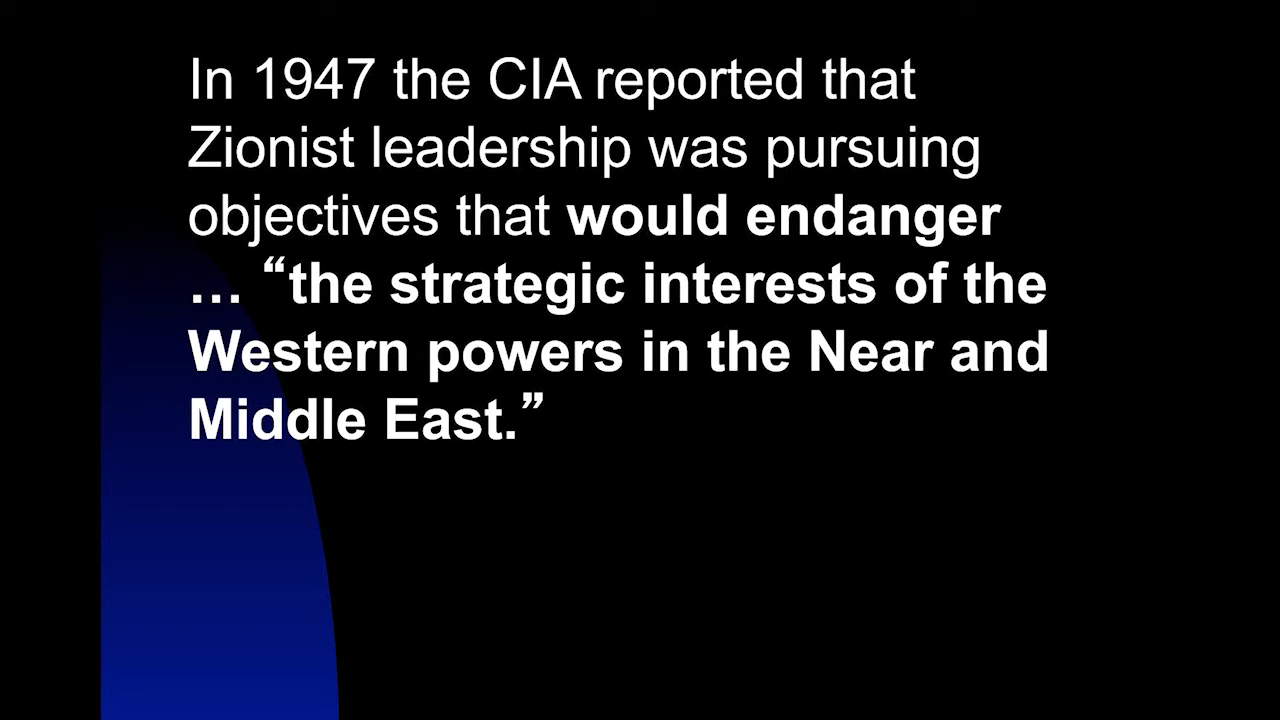 In 1947 the CIA reported that
Zionist leadership was pursuing
objectives that would endanger
… “the strategic interests of the
Western powers in the Near and
Middle East.”